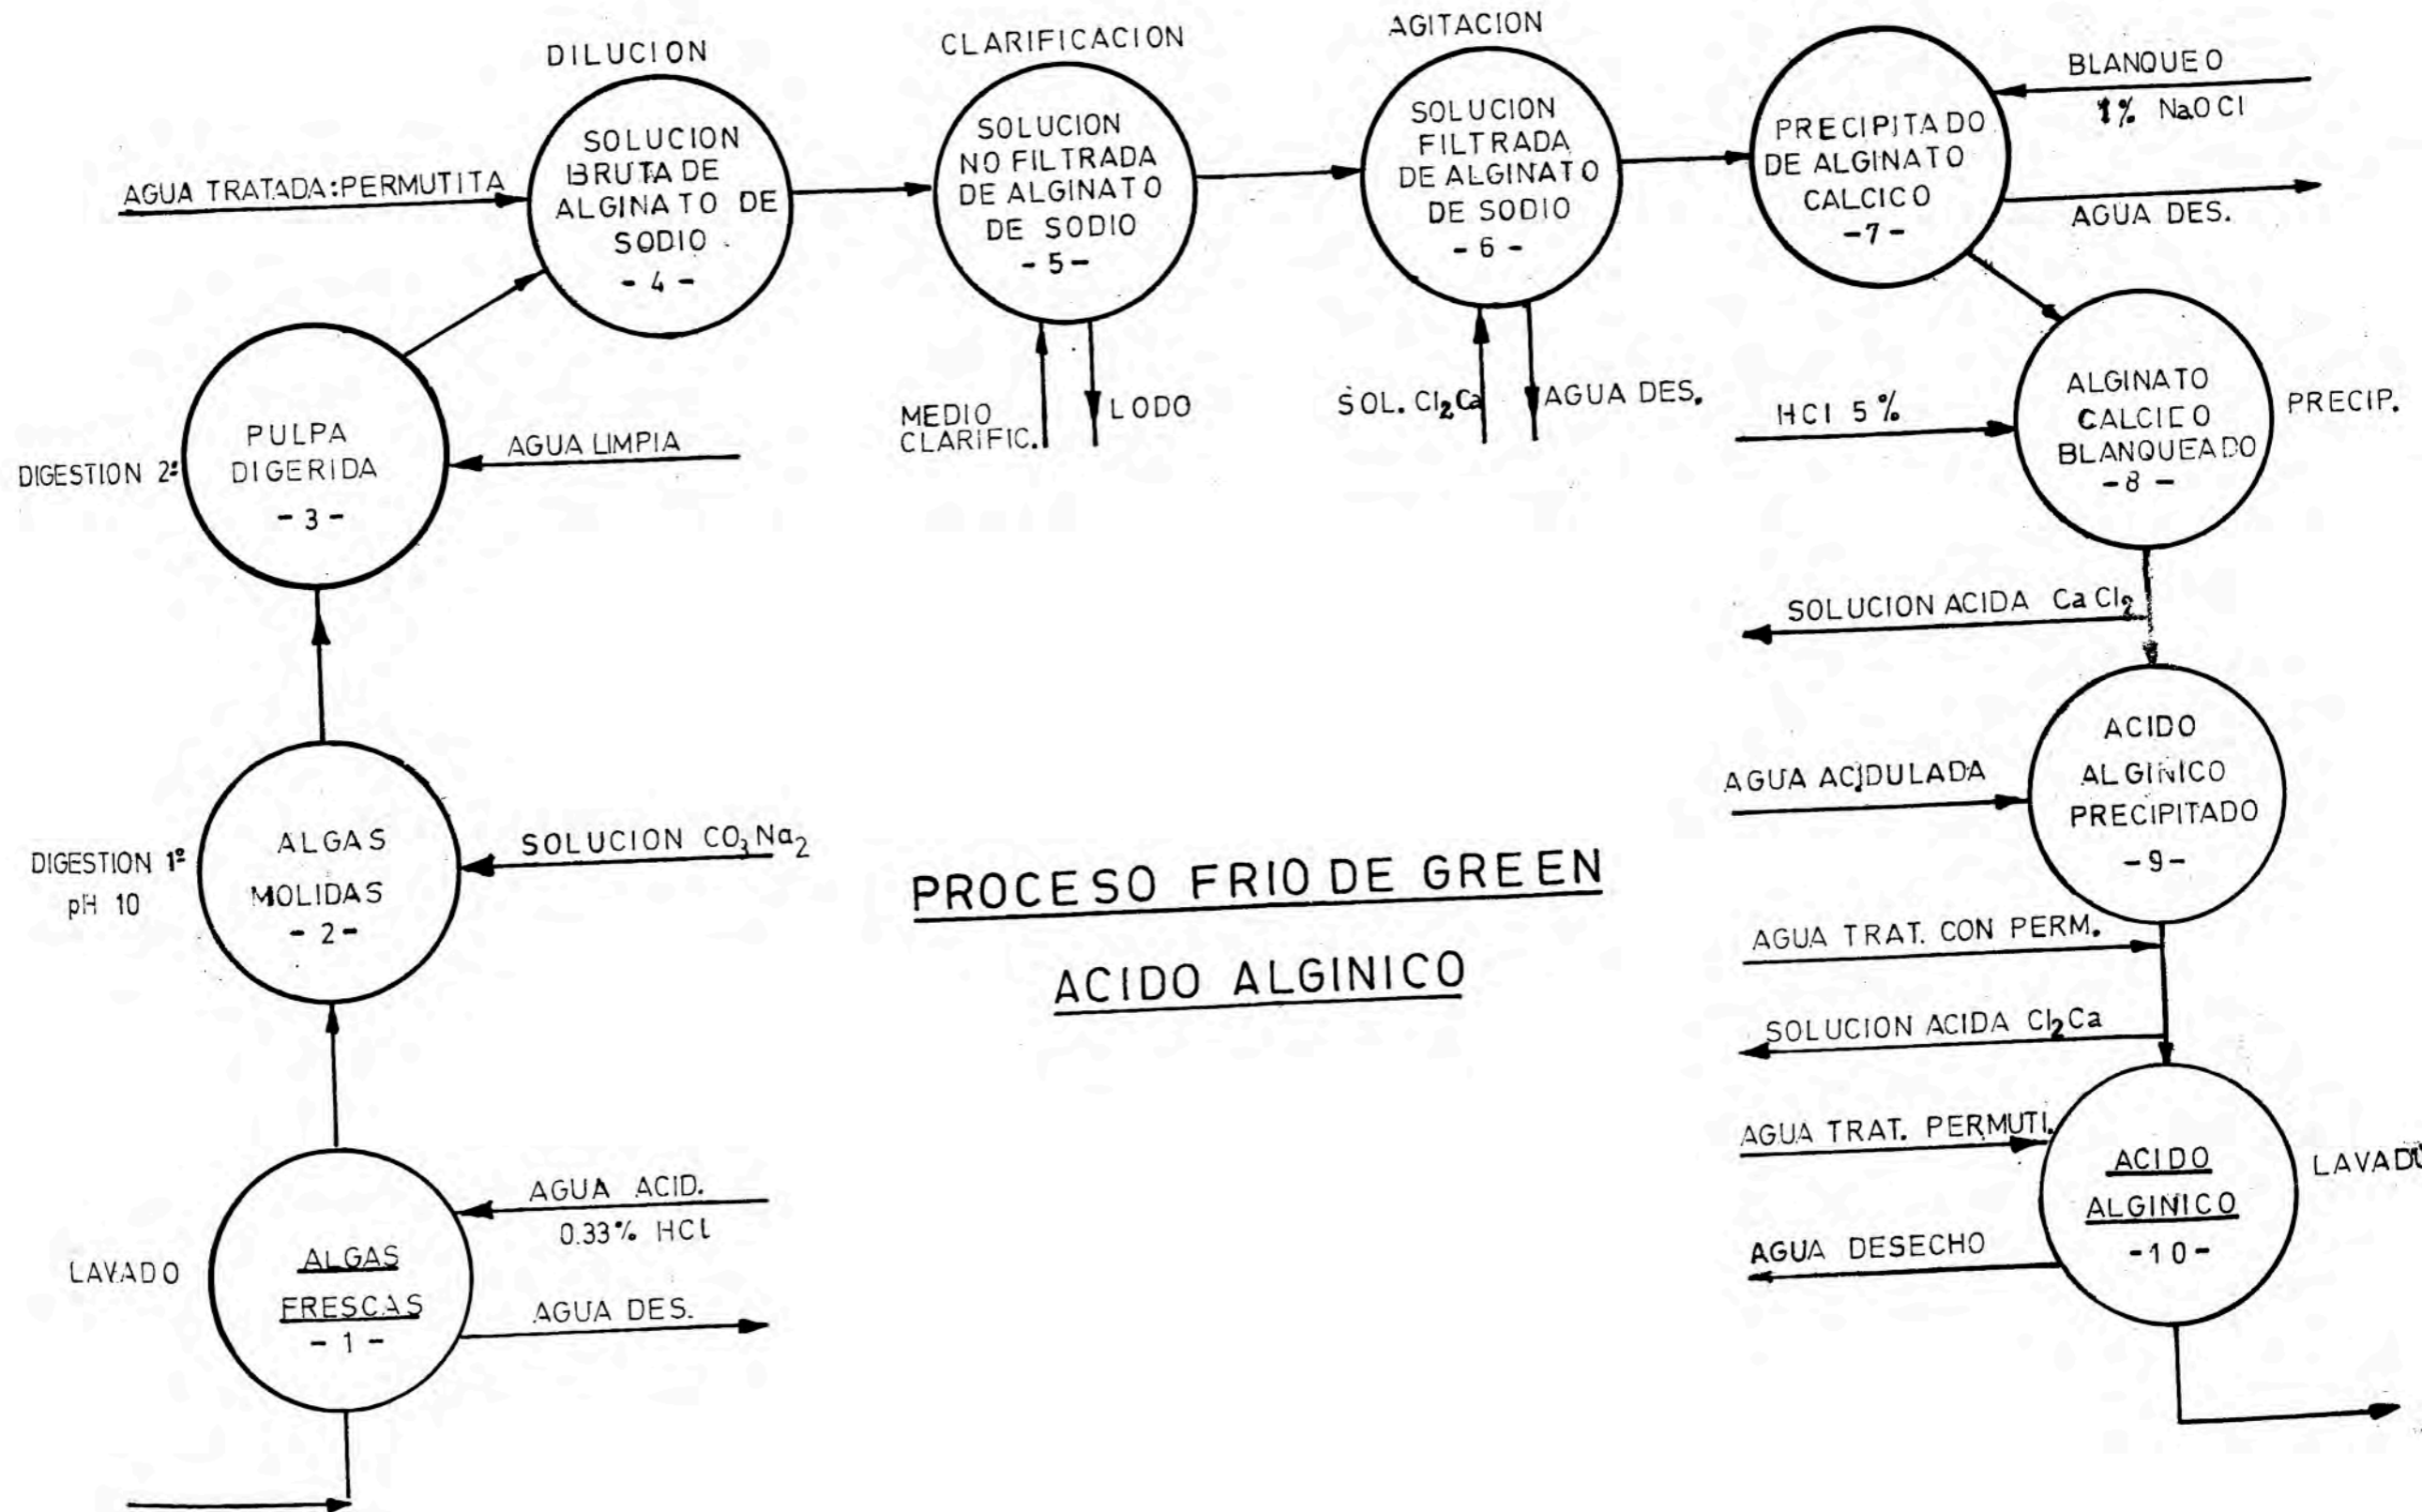 DILUCION
SOLUCION
BRUTA DE
ALGINATO DE
SODIO
- 4 -
AGUA TRATADA:PERMUTITA
CLARIFICACION
SOLUCION
NO FILTRADA
DE ALGINATO
DE SODIO
- 5 -
MEDIO
CLARIFIC.
LODO
AGITACION
SOLUCION
FILTRADA
DE ALGINATO
DE SODIO
- 6 -
SOL. Cl₂Ca
AGUA DES.
PRECIPITADO
DE ALGINATO
CALCICO
-7-
BLANQUEO
1% NaOCl
AGUA DES.
ALGINATO
CALCICO
BLANQUEADO
-8-
PRECIP.
HCl 5%
SOLUCION ACIDA CaCl₂
DIGESTION 2ª
PULPA
DIGERIDA
- 3 -
AGUA LIMPIA
DIGESTION 1ª
pH 10
ALGAS
MOLIDAS
- 2 -
SOLUCION CO₃Na₂
PROCESO FRIO DE GREEN
ACIDO ALGINICO
ACIDO
ALGINICO
PRECIPITADO
-9-
AGUA ACIDULADA
AGUA TRAT. CON PERM.
SOLUCION ACIDA Cl₂Ca
AGUA TRAT. PERMUTI.
ACIDO
ALGINICO
-10-
LAVADO
AGUA DESECHO
LAVADO
ALGAS
FRESCAS
- 1 -
AGUA ACID.
0.33% HCl
AGUA DES.